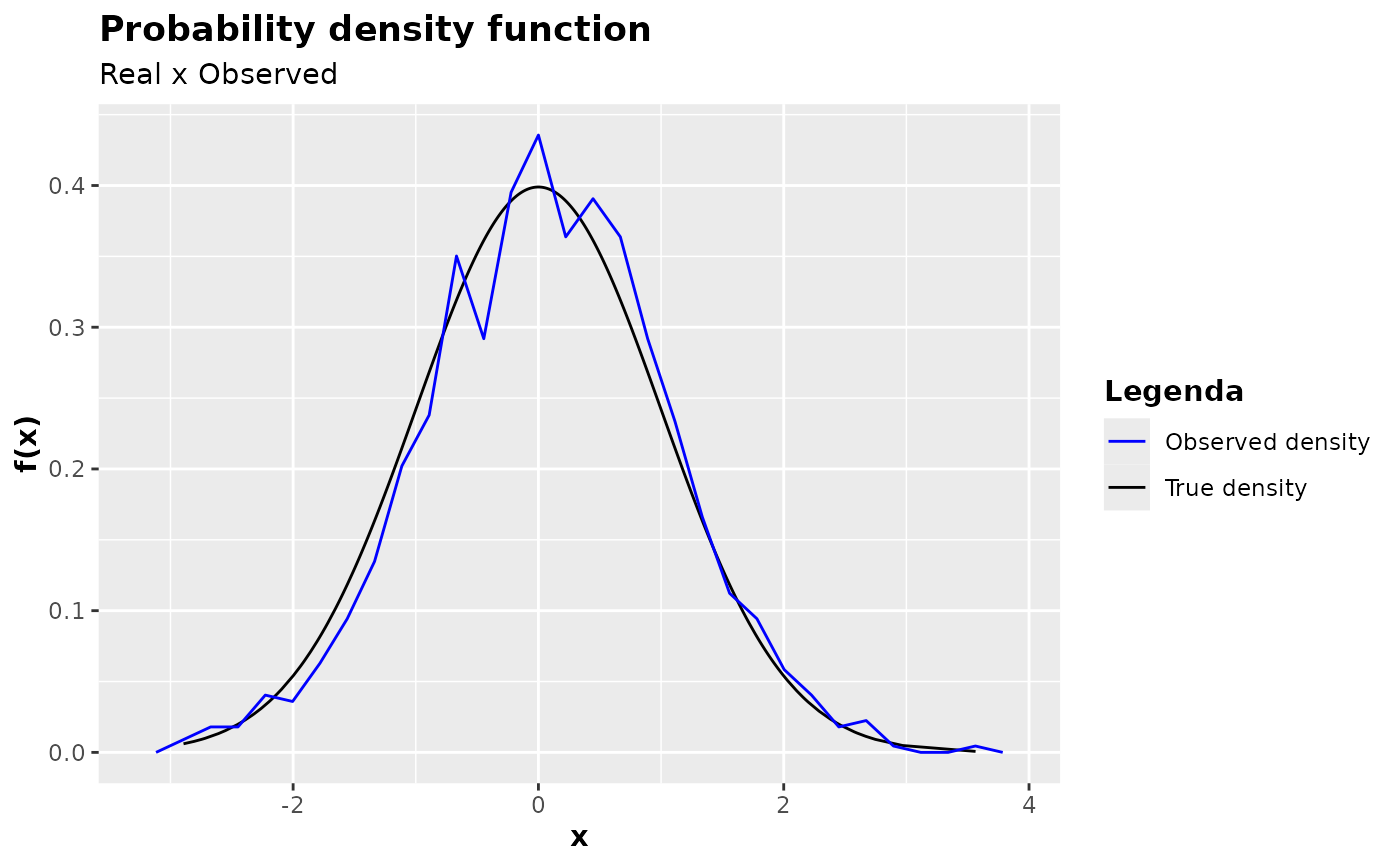 Probability density function
Real x Observed
f(x)
0.4
0.3
0.2
0.1
0.0
-2
0
2
4
x
Legenda
Observed density
True density